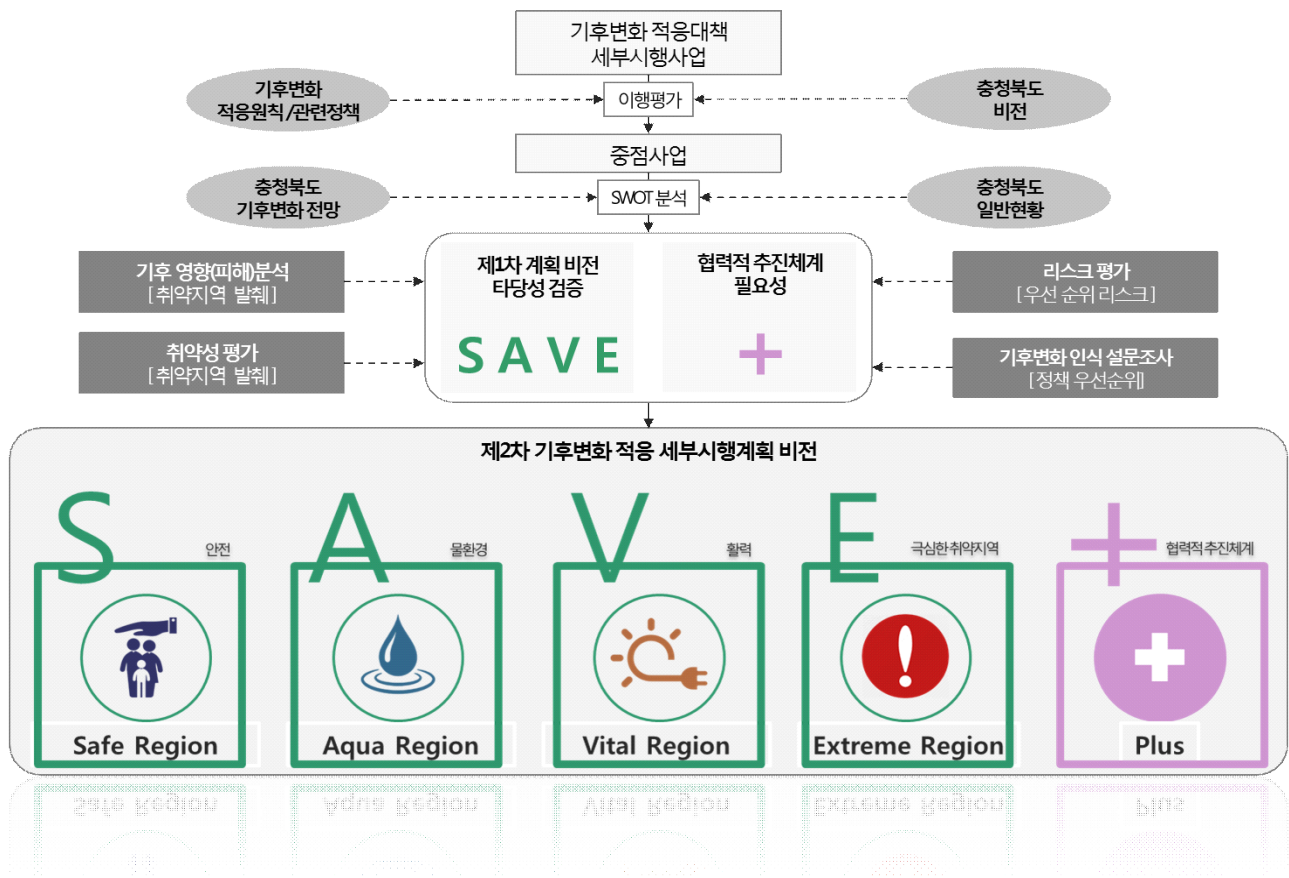 기후변화 적응대책
세부시행사업
기후변화
적응원칙/관련정책
이행평가
충청북도
비전
중점사업
충청북도
기후변화 전망
SWOT 분석
충청북도
일반현황
기후 영향(피해)분석
[취약지역 발췌]
취약성 평가
[취약지역 발췌]
제1차 계획 비전
타당성 검증
S A V E
협력적 추진체계
필요성
+
리스크 평가
[우선 순위 리스크]
기후변화 인식 설문조사
[정책 우선순위]
제2차 기후변화 적응 세부시행계획 비전
S
안전
Safe Region
A
물환경
Aqua Region
V
활력
Vital Region
E
극심한 취약지역
Extreme Region
+
협력적 추진체계
Plus